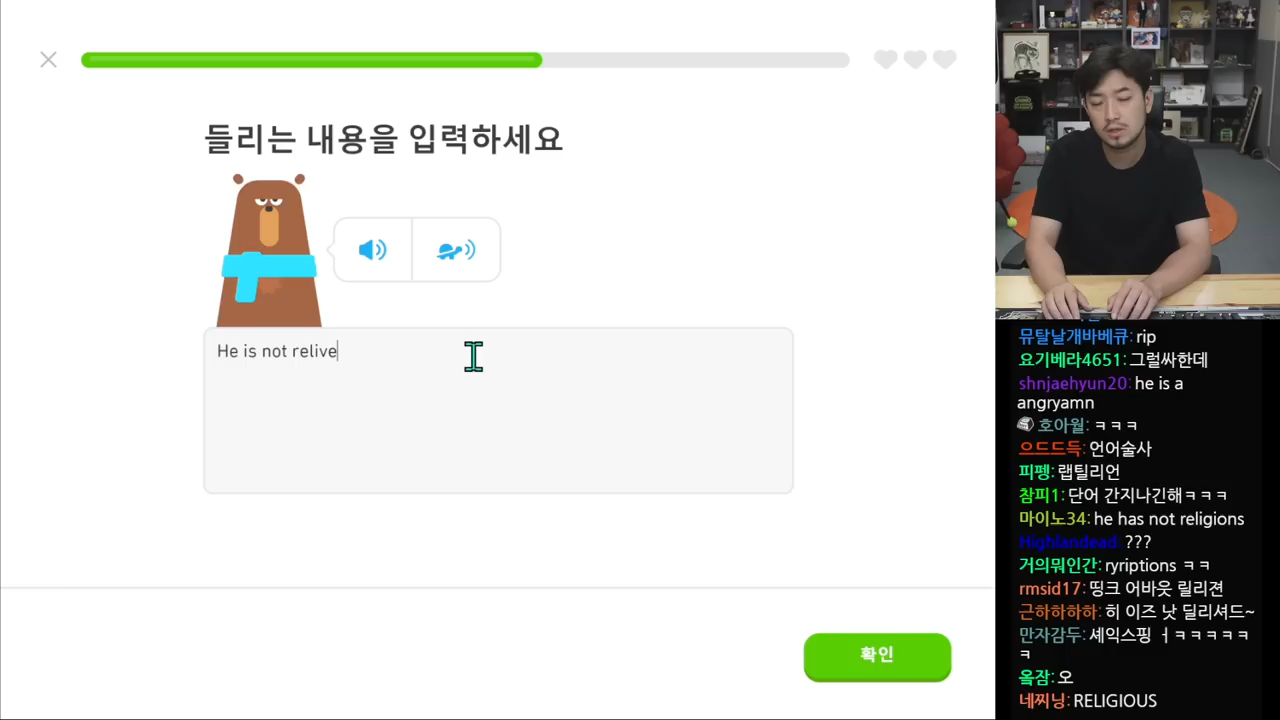 들리는 내용을 입력하세요
He is not relive
확인
뮤탈날개바베큐: rip
요기베라4651: 그럴싸한데
shnjaehyun20: he is a
angryamn
호아월: ㅋㅋㅋ
으드드득: 언어술사
피펭: 랩틸리언
참피1: 단어 간지나긴해ㅋㅋㅋ
마이노34: he has not religions
Highlandead: ???
거의뭐인간: ryriptions ㅋㅋ
rmsid17: 띵크 어바웃 릴리젼
근하하하하: 히 이즈 낫 딜리셔드~
만자감두: 셰익스핑 ㅓㅋㅋㅋㅋㅋ
ㅋ
옯잠: 오
네찌닝: RELIGIOUS